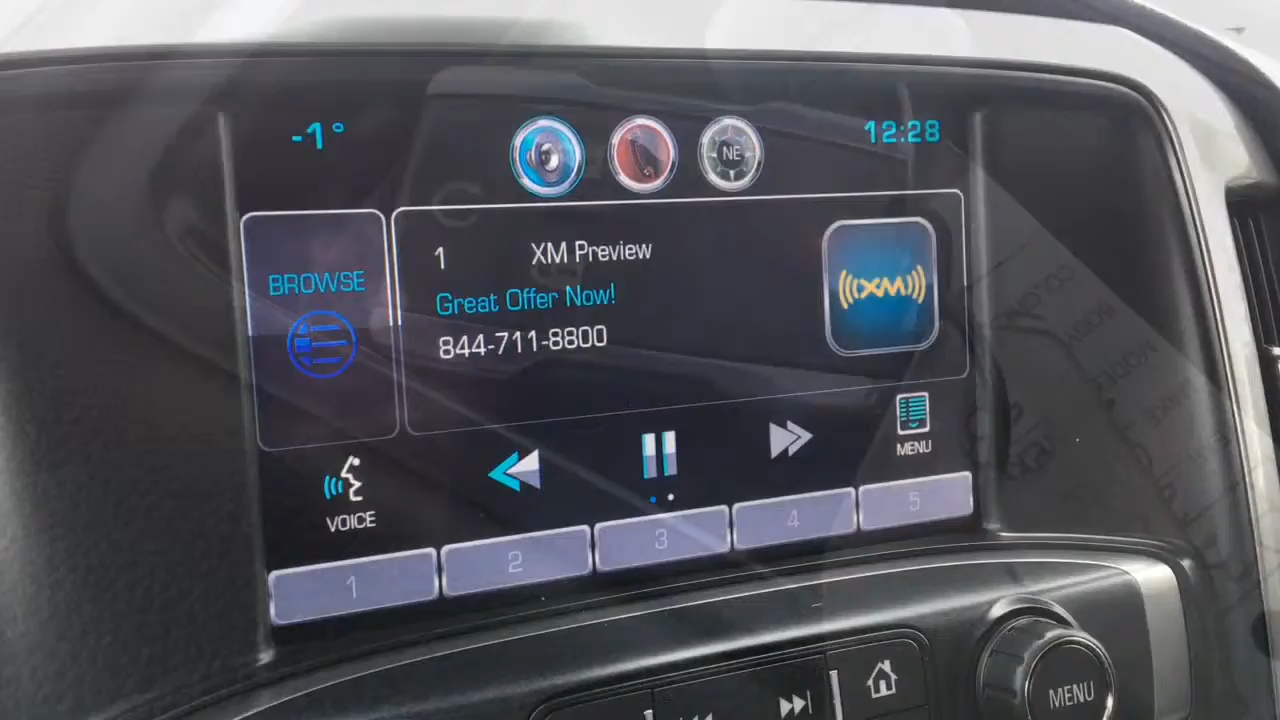 -1°
NE
12:28
BROWSE
1 XM Preview
Great Offer Now!
844-711-8800
(((XM)))
VOICE
MENU
1
2
3
4
5
MENU